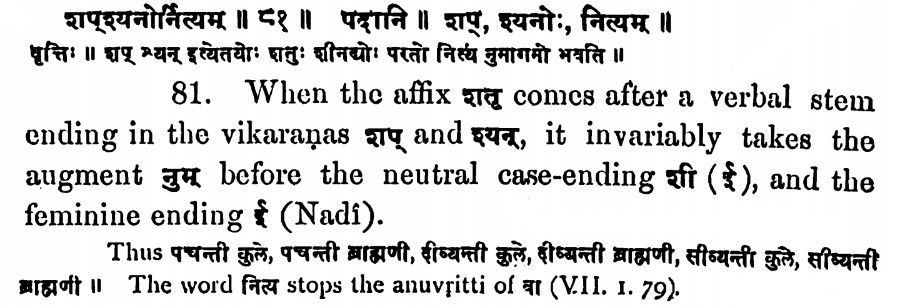 शप्श्यनोर्नित्यम् ॥ ८१ ॥ पदानि ॥ शप्, श्यनोः, नित्यम् ॥
वृत्तिः ॥ शप् श्यन् इत्येतयोः शतुः शीनद्योः परतो नित्यं नुमागमो भवति ॥
81. When the affix शतृ comes after a verbal stem
ending in the vikaraṇas शप् and श्यन्, it invariably takes the
augment नुम् before the neutral case-ending शी (ई), and the
feminine ending ई (Nadî).
Thus पचन्ती कुले, पचन्ती ब्राह्मणी, दीव्यन्ती कुले, दीव्यन्ती ब्राह्मणी, सीव्यन्ती कुले, सीव्यन्ती
ब्राह्मणी ॥ The word नित्य stops the anuvritti of वा (VII. 1. 79).